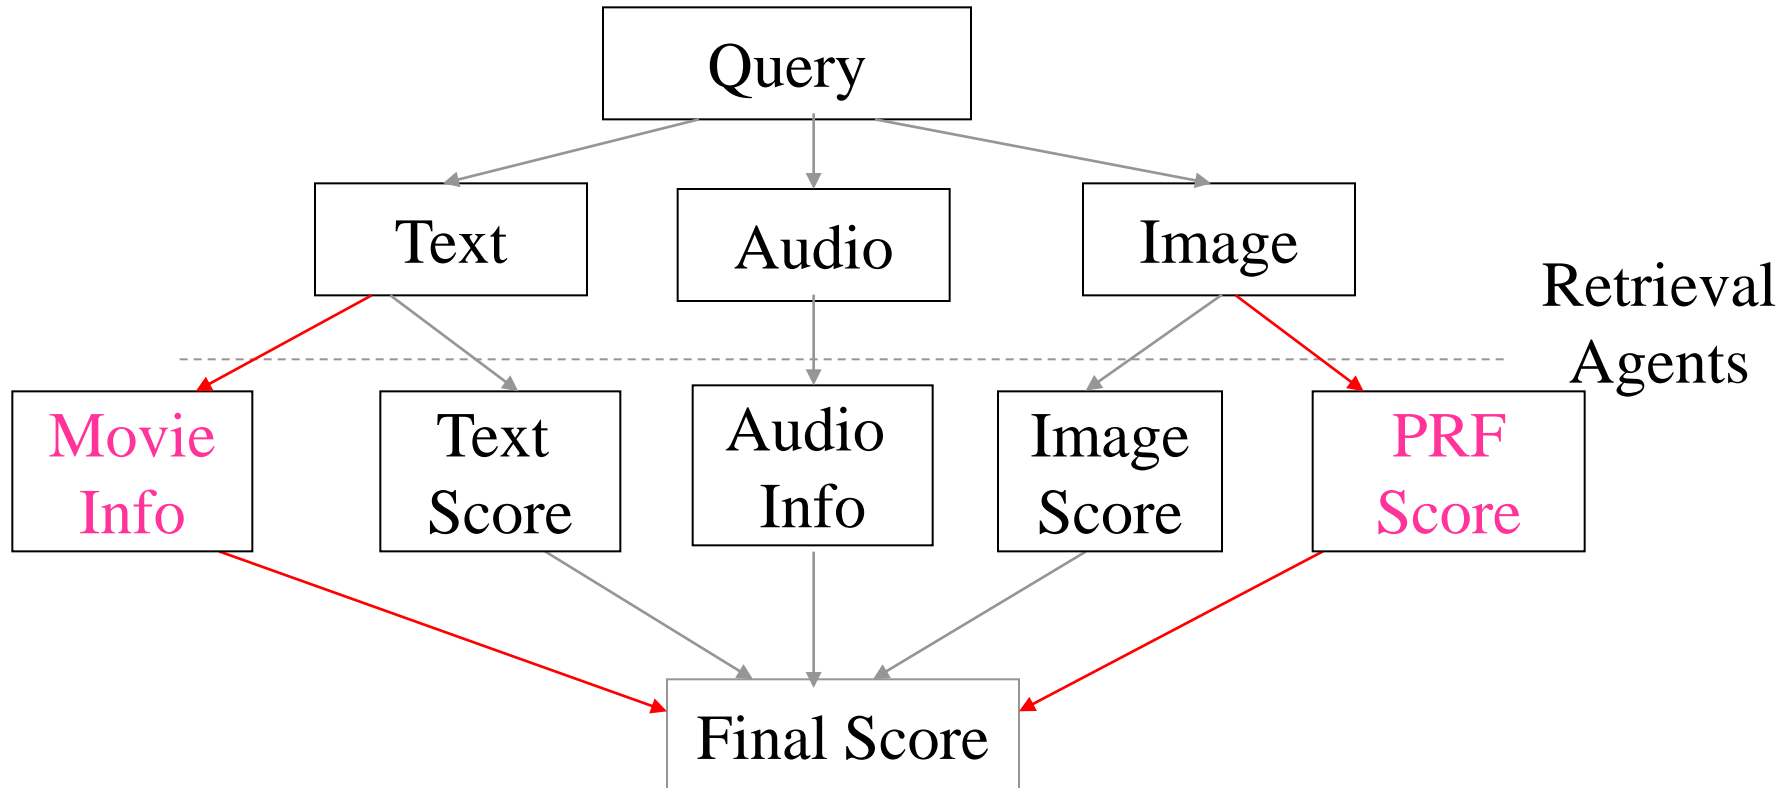 Query
Text
Audio
Image
Retrieval
Agents
Movie
Info
Text
Score
Audio
Info
Image
Score
PRF
Score
Final Score